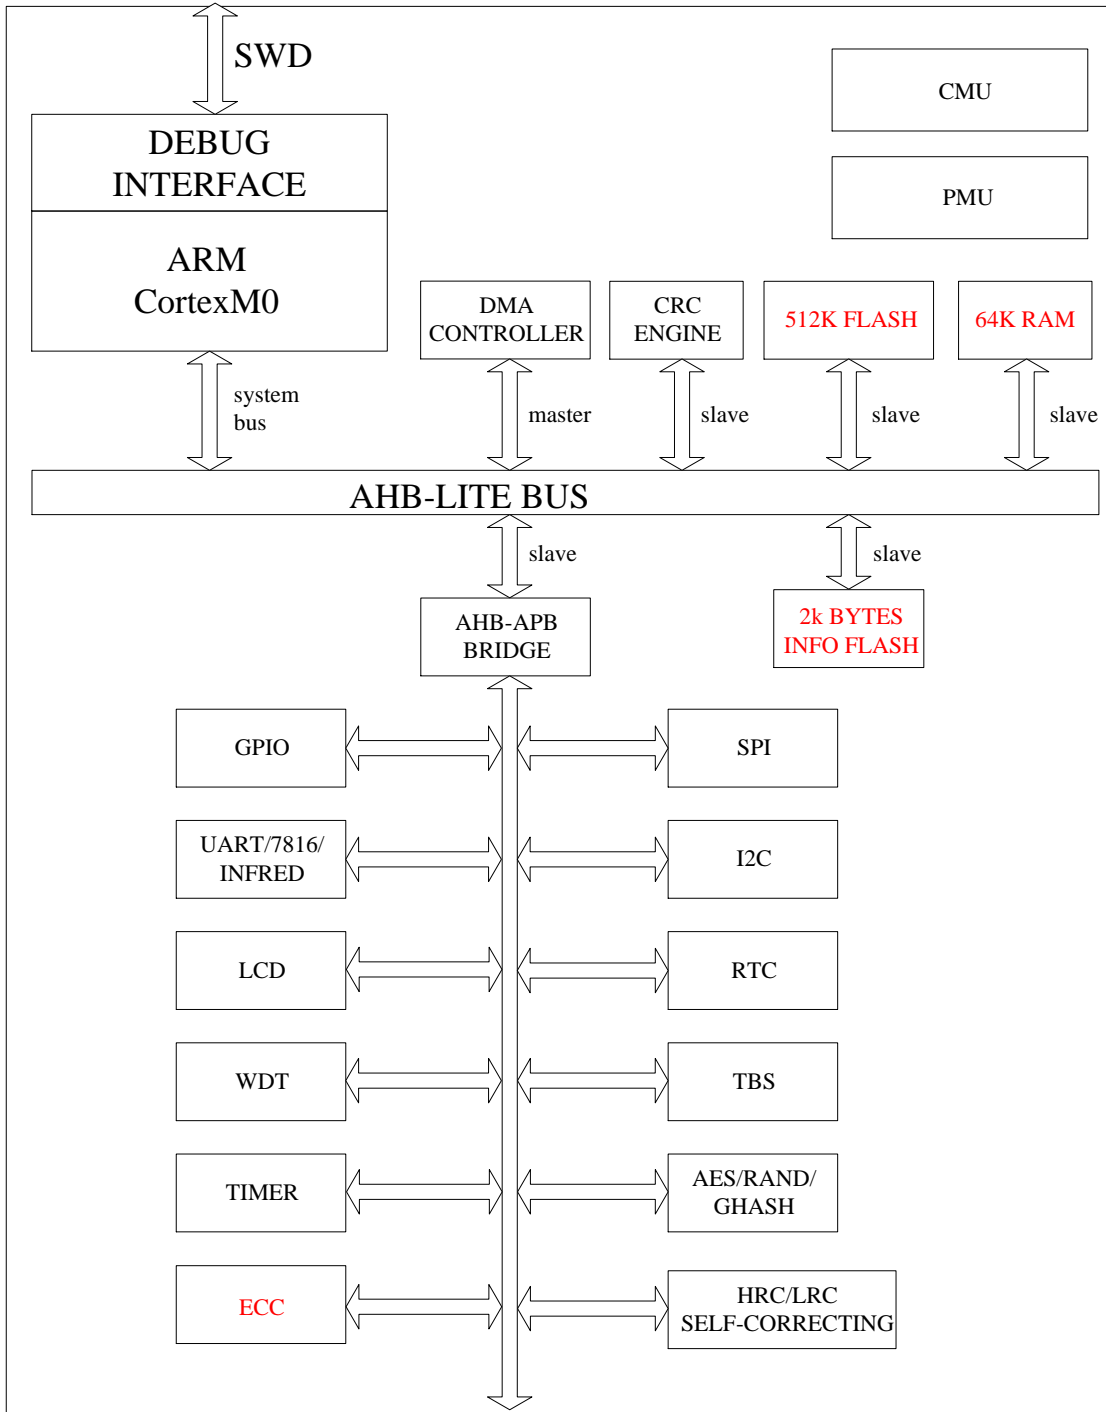 SWD
CMU
DEBUG
INTERFACE
PMU
ARM
CortexM0
DMA
CONTROLLER
CRC
ENGINE
512K FLASH
64K RAM
system
bus
master
slave
slave
slave
AHB-LITE BUS
slave
slave
AHB-APB
BRIDGE
2k BYTES
INFO FLASH
GPIO
SPI
UART/7816/
INFRED
I2C
LCD
RTC
WDT
TBS
TIMER
AES/RAND/
GHASH
ECC
HRC/LRC
SELF-CORRECTING